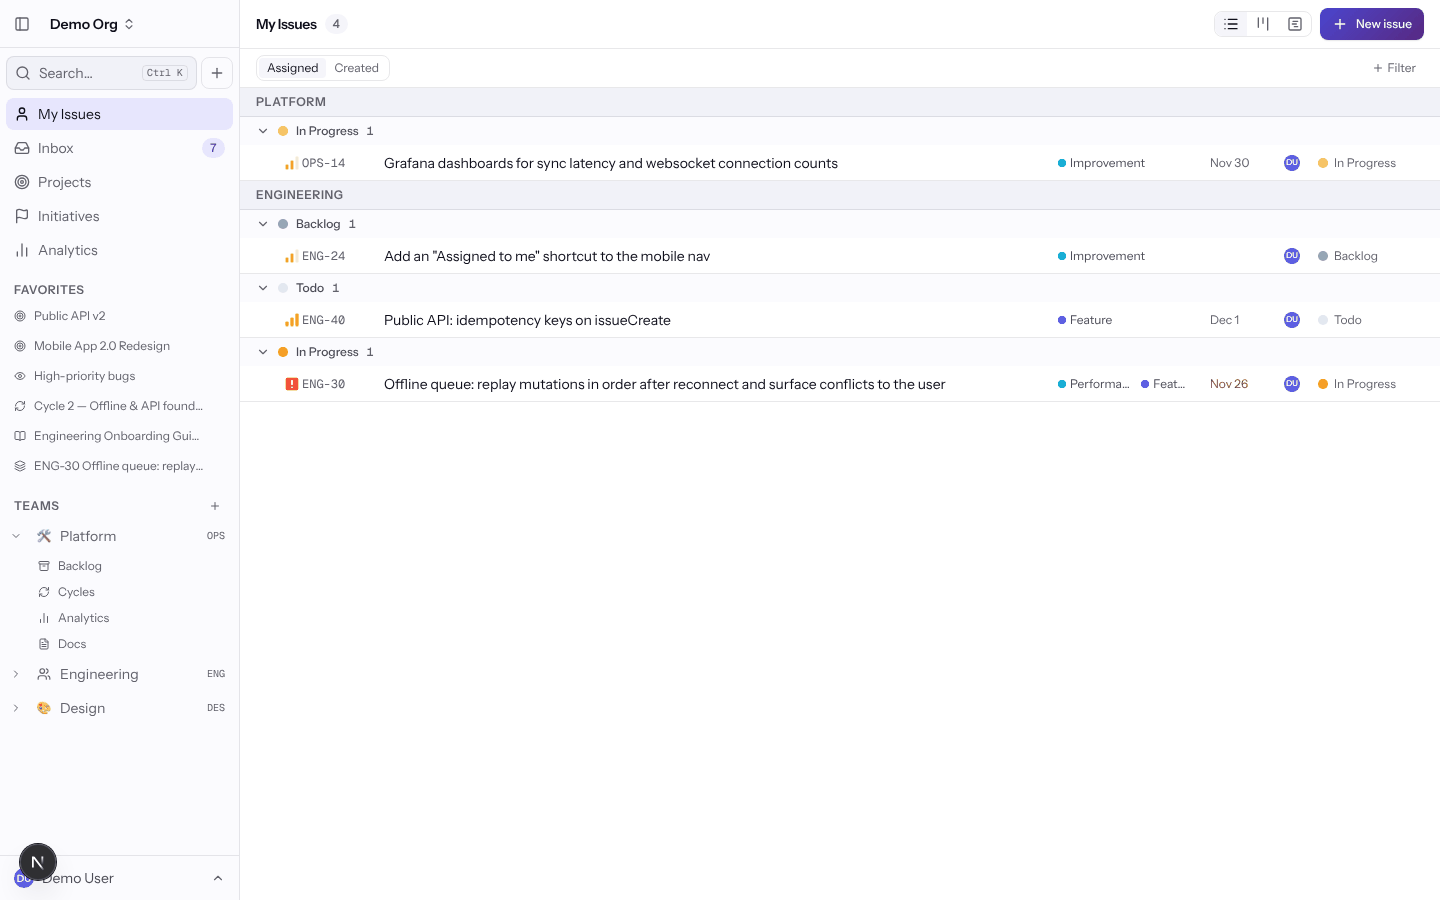 Demo Org
Search...
Ctrl K
My Issues
Inbox
7
Projects
Initiatives
Analytics
FAVORITES
Public API v2
Mobile App 2.0 Redesign
High-priority bugs
Cycle 2 — Offline & API found...
Engineering Onboarding Gui...
ENG-30 Offline queue: replay...
TEAMS
Platform OPS
Backlog
Cycles
Analytics
Docs
Engineering ENG
Design DES
N
DU Demo User
My Issues 4
New issue
Assigned Created
Filter
PLATFORM
In Progress 1
OPS-14 Grafana dashboards for sync latency and websocket connection counts Improvement Nov 30 DU In Progress
ENGINEERING
Backlog 1
ENG-24 Add an "Assigned to me" shortcut to the mobile nav Improvement DU Backlog
Todo 1
ENG-40 Public API: idempotency keys on issueCreate Feature Dec 1 DU Todo
In Progress 1
ENG-30 Offline queue: replay mutations in order after reconnect and surface conflicts to the user Performa... Feat... Nov 26 DU In Progress